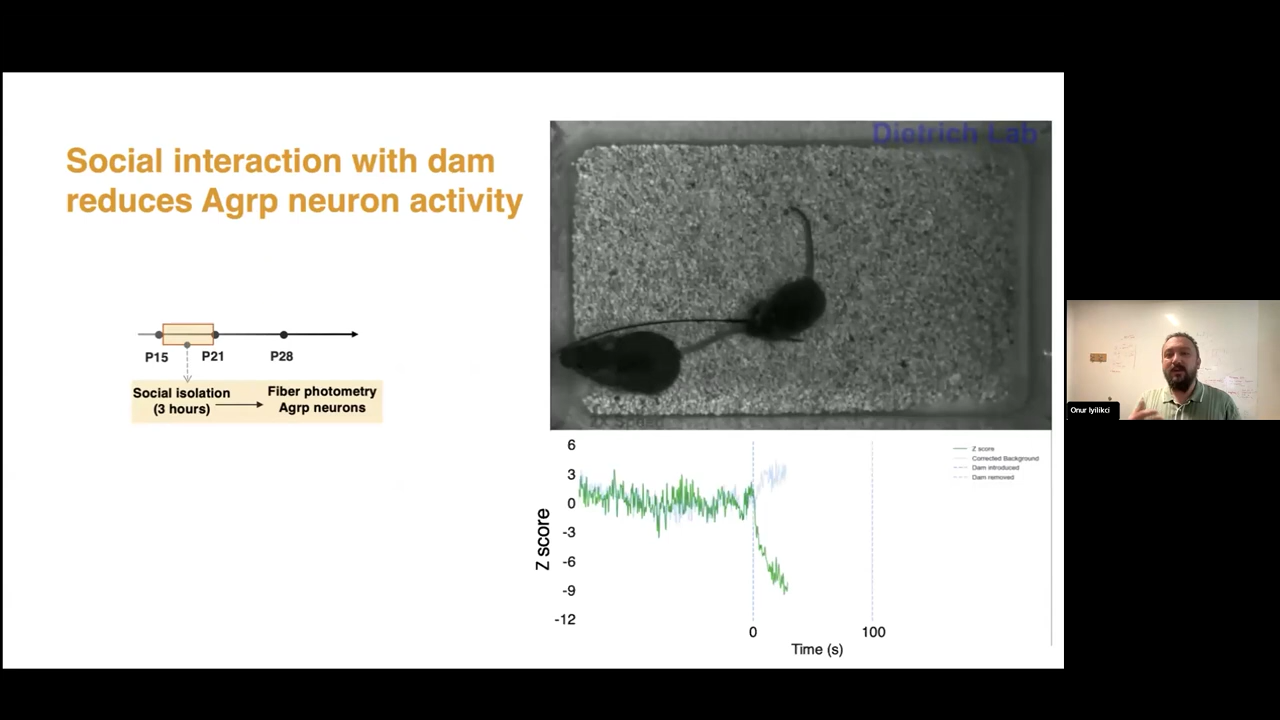 Social interaction with dam
reduces Agrp neuron activity
P15
P21
P28
Social isolation
(3 hours)
Fiber photometry
Agrp neurons
Dietrich Lab
6
3
0
-3
-6
-9
-12
Z score
0
100
Time (s)
Z score
Corrected Background
Dam introduced
Dam removed
Onur Iyilikci